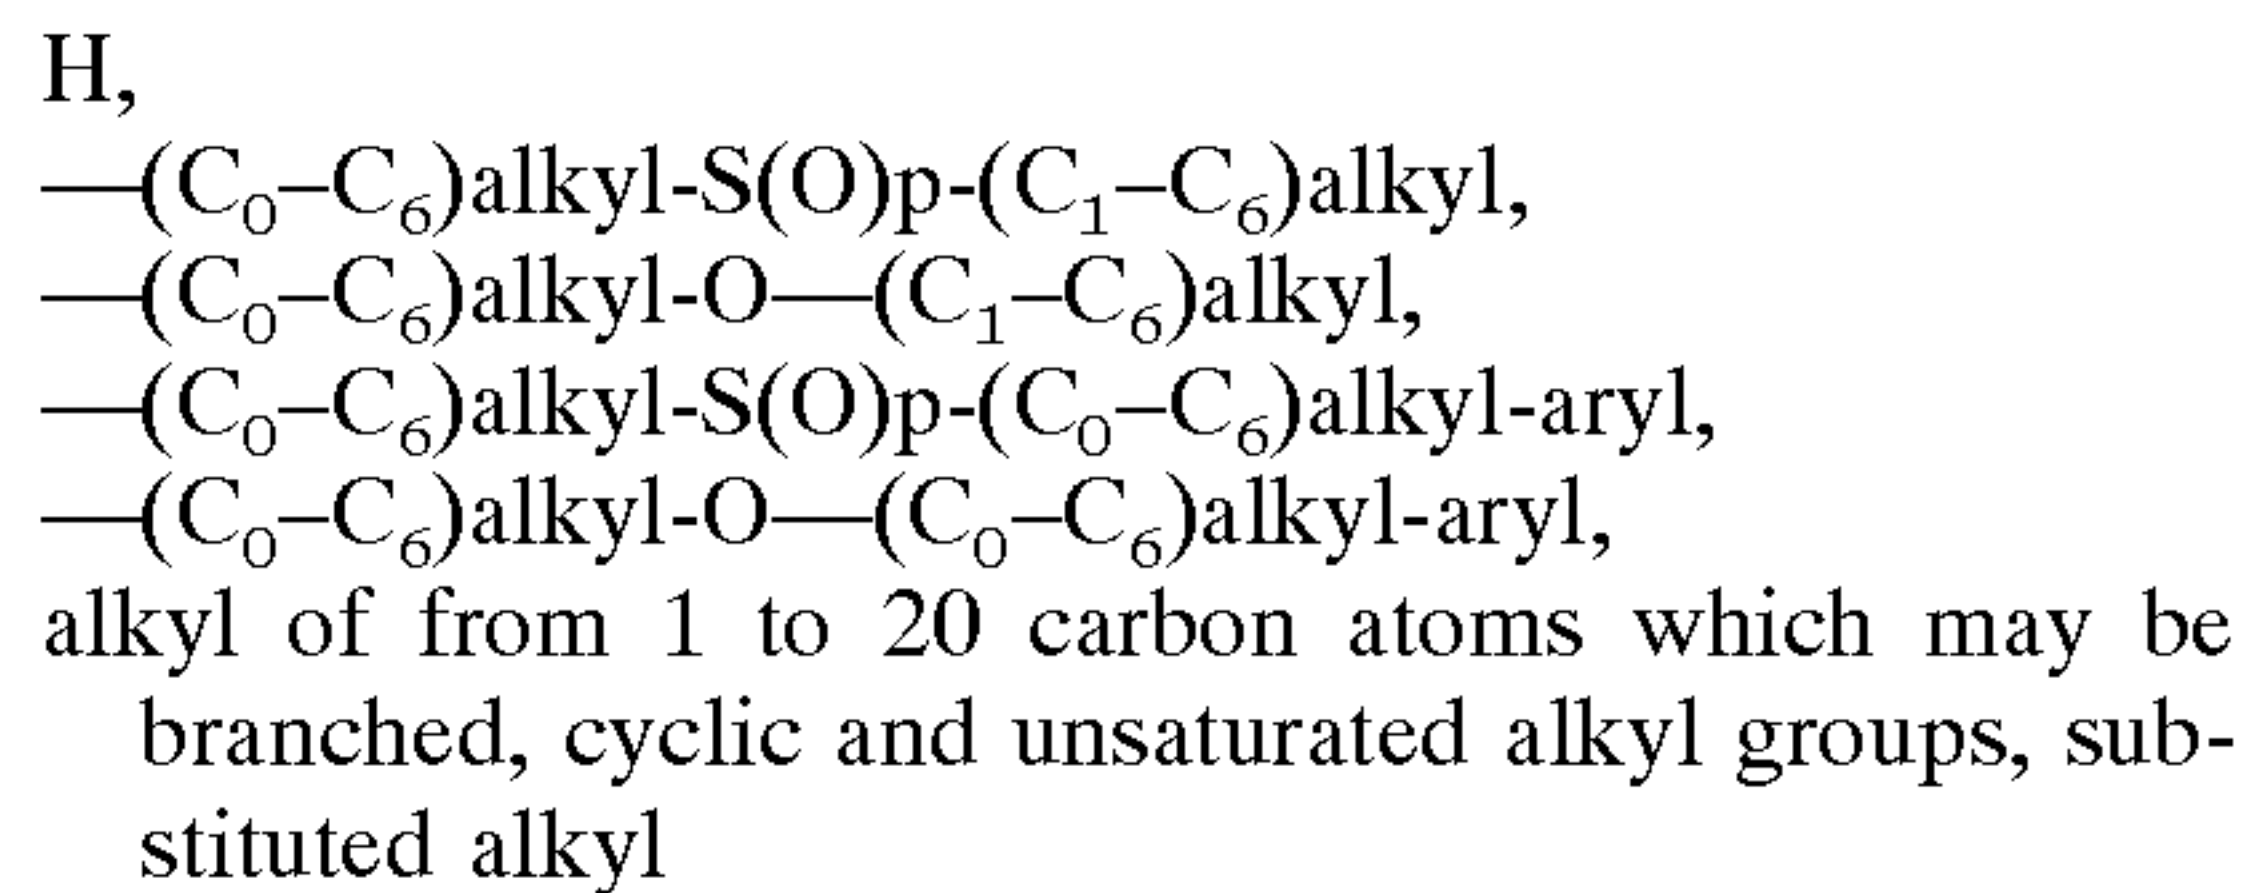 H,
—(C₀–C₆)alkyl-S(O)p-(C₁–C₆)alkyl,
—(C₀–C₆)alkyl-O—(C₁–C₆)alkyl,
—(C₀–C₆)alkyl-S(O)p-(C₀–C₆)alkyl-aryl,
—(C₀–C₆)alkyl-O—(C₀–C₆)alkyl-aryl,
alkyl of from 1 to 20 carbon atoms which may be
branched, cyclic and unsaturated alkyl groups, sub-
stituted alkyl